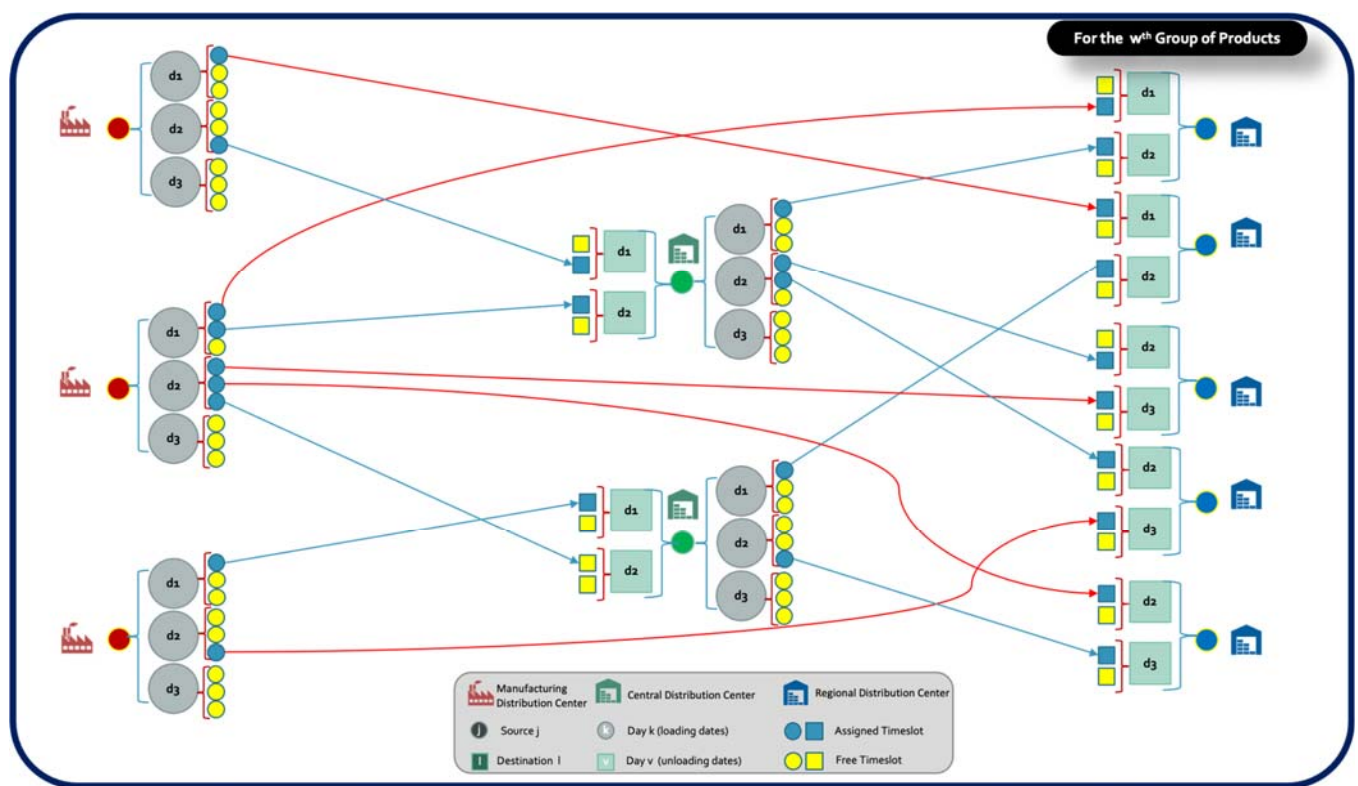 For the wth Group of Products
d1
d2
d3
d1
d2
d3
d1
d2
d3
d1
d2
d1
d2
d3
d1
d2
d1
d2
d3
d1
d2
d1
d2
d2
d3
d2
d3
d2
d3
Manufacturing
Distribution Center
Central Distribution Center
Regional Distribution Center
j Source j
k Day k (loading dates)
Assigned Timeslot
l Destination l
v Day v (unloading dates)
Free Timeslot